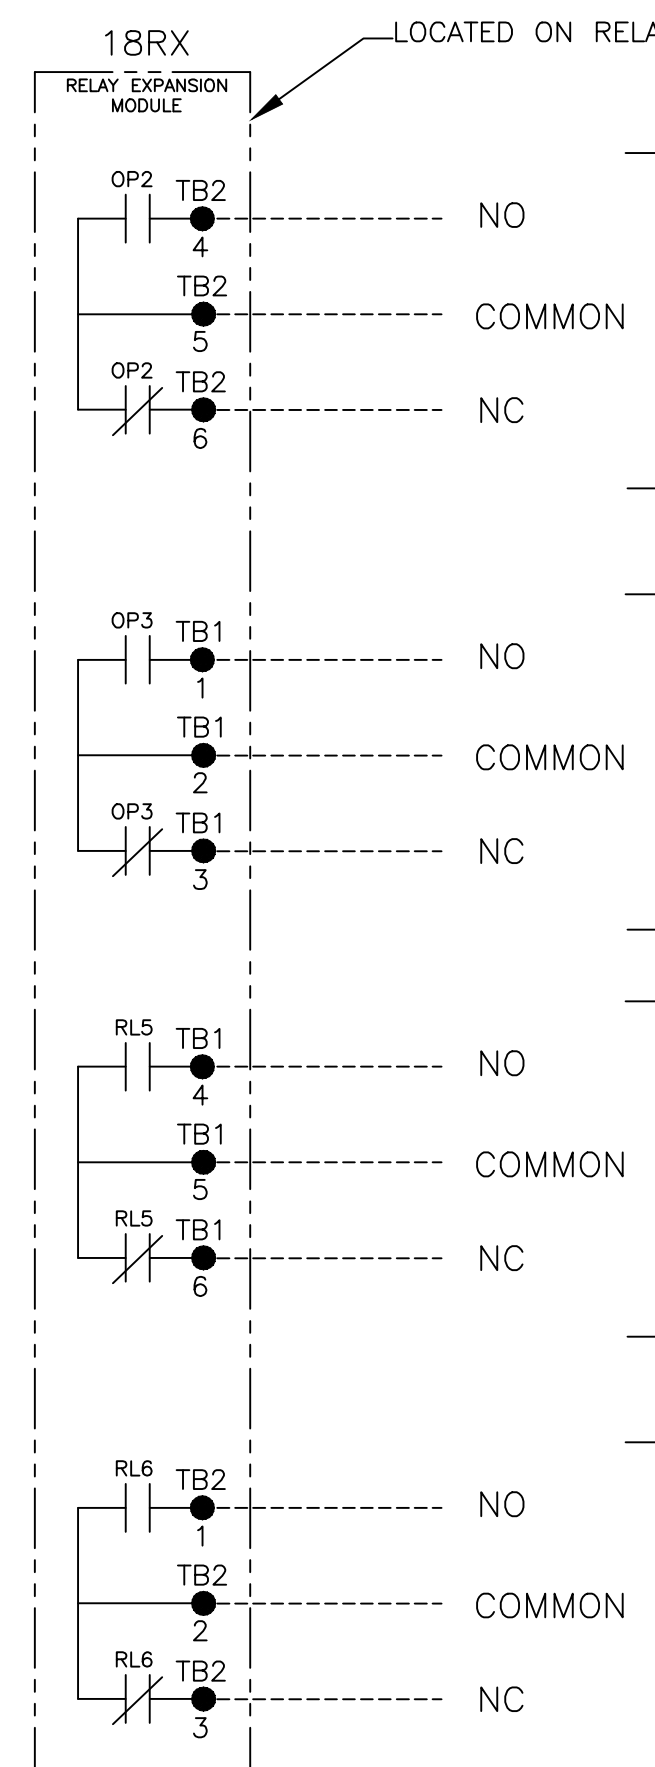 18RX
LOCATED ON
RELAY EXPANSION
MODULE
OP2 TB2 NO
4
TB2 COMMON
5
OP2 TB2 NC
6
OP3 TB1 NO
1
TB1 COMMON
2
OP3 TB1 NC
3
RL5 TB1 NO
4
TB1 COMMON
5
RL5 TB1 NC
6
RL6 TB2 NO
1
TB2 COMMON
2
RL6 TB2 NC
3